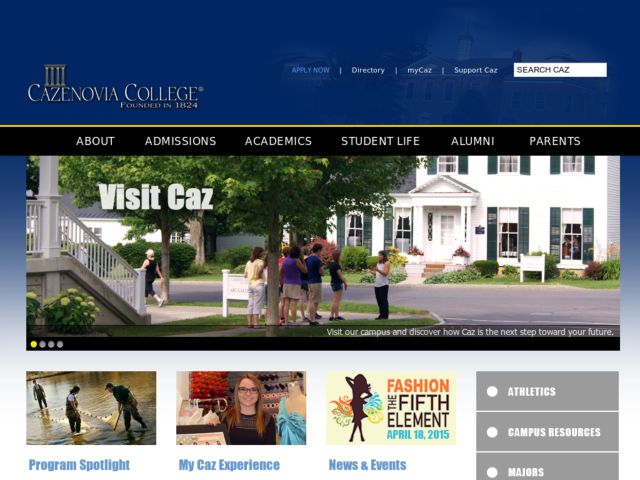 APPLY NOW | Directory | myCaz | Support Caz
SEARCH CAZ
CAZENOVIA COLLEGE®
FOUNDED IN 1824
ABOUT ADMISSIONS ACADEMICS STUDENT LIFE ALUMNI PARENTS
Visit Caz
Visit our campus and discover how Caz is the next step toward your future.
FASHION
THE FIFTH
ELEMENT
APRIL 18, 2015
Program Spotlight
My Caz Experience
News & Events
ATHLETICS
CAMPUS RESOURCES
MAJORS